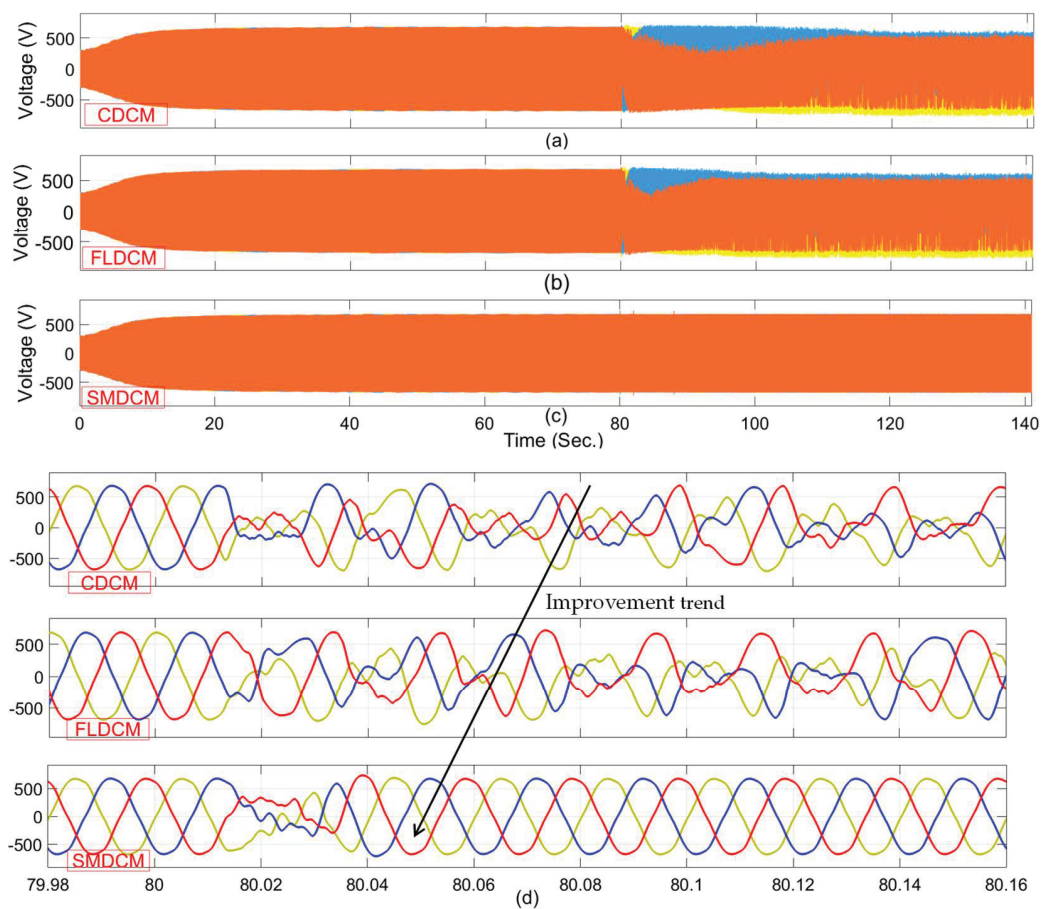 Voltage (V)
500
0
-500
CDCM
(a)
Voltage (V)
500
0
-500
FLDCM
(b)
Voltage (V)
500
0
-500
SMDCM
0 20 40 60 80 100 120 140
(c)
Time (Sec.)
500
0
-500
CDCM
Improvement trend
500
0
-500
FLDCM
500
0
-500
SMDCM
79.98 80 80.02 80.04 80.06 80.08 80.1 80.12 80.14 80.16
(d)